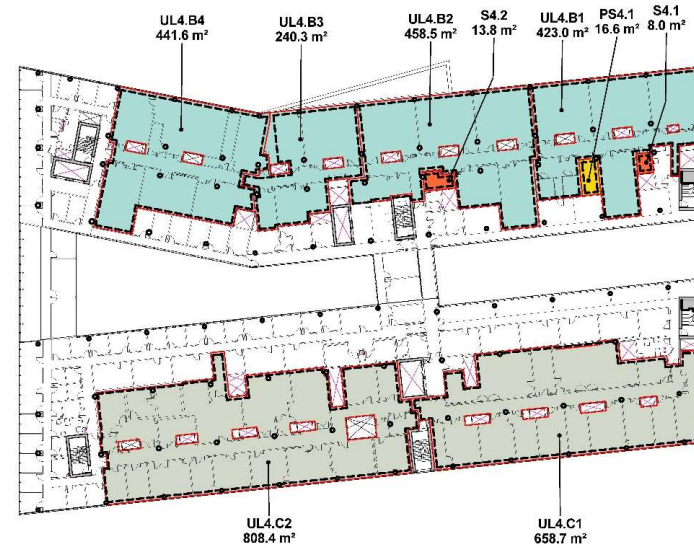 UL4.B4
441.6 m²
UL4.B3
240.3 m²
UL4.B2
458.5 m²
S4.2
13.8 m²
UL4.B1
423.0 m²
PS4.1
16.6 m²
S4.1
8.0 m²
UL4.C2
808.4 m²
UL4.C1
658.7 m²